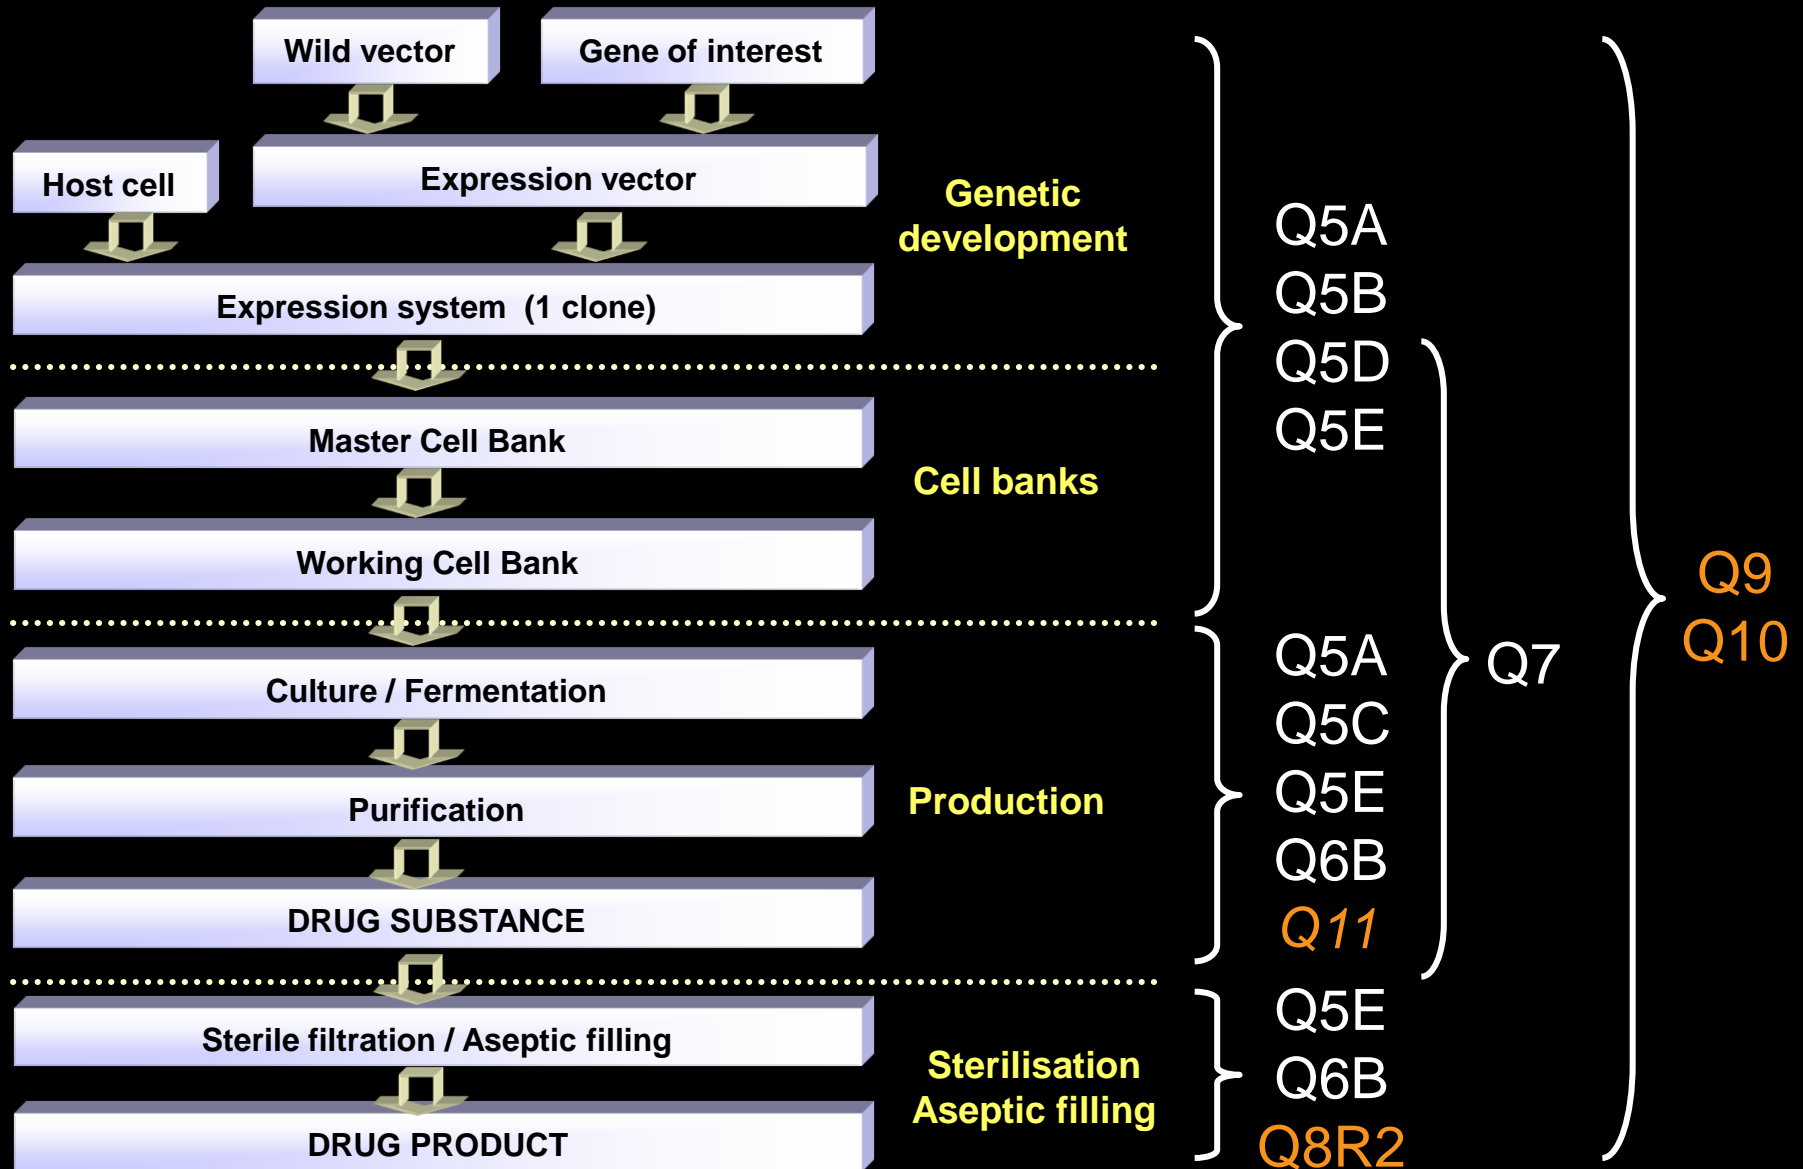 Wild vector
Gene of interest
Host cell
Expression vector
Expression system (1 clone)
Genetic
development
Master Cell Bank
Working Cell Bank
Cell banks
Culture / Fermentation
Purification
DRUG SUBSTANCE
Production
Sterile filtration / Aseptic filling
DRUG PRODUCT
Sterilisation
Aseptic filling
Q5A
Q5B
Q5D
Q5E
Q5A
Q5C
Q5E
Q6B
Q11
Q5E
Q6B
Q8R2
Q7
Q9
Q10